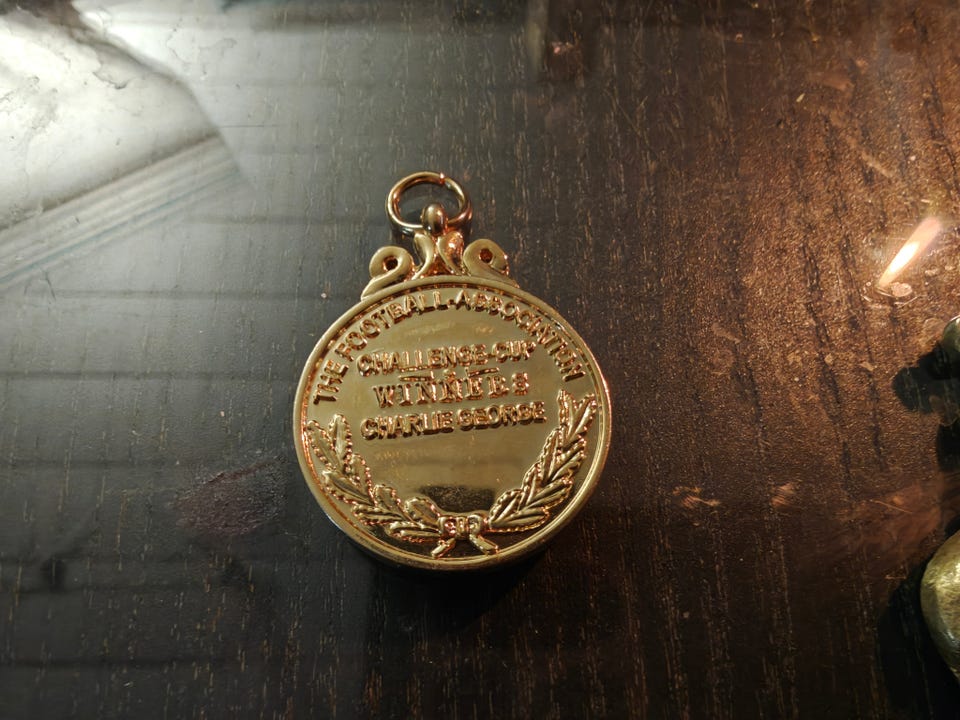 THE FOOTBALL·ASSOCIATION
CHALLENGE·CUP
WINNERS
CHARLIE GEORGE